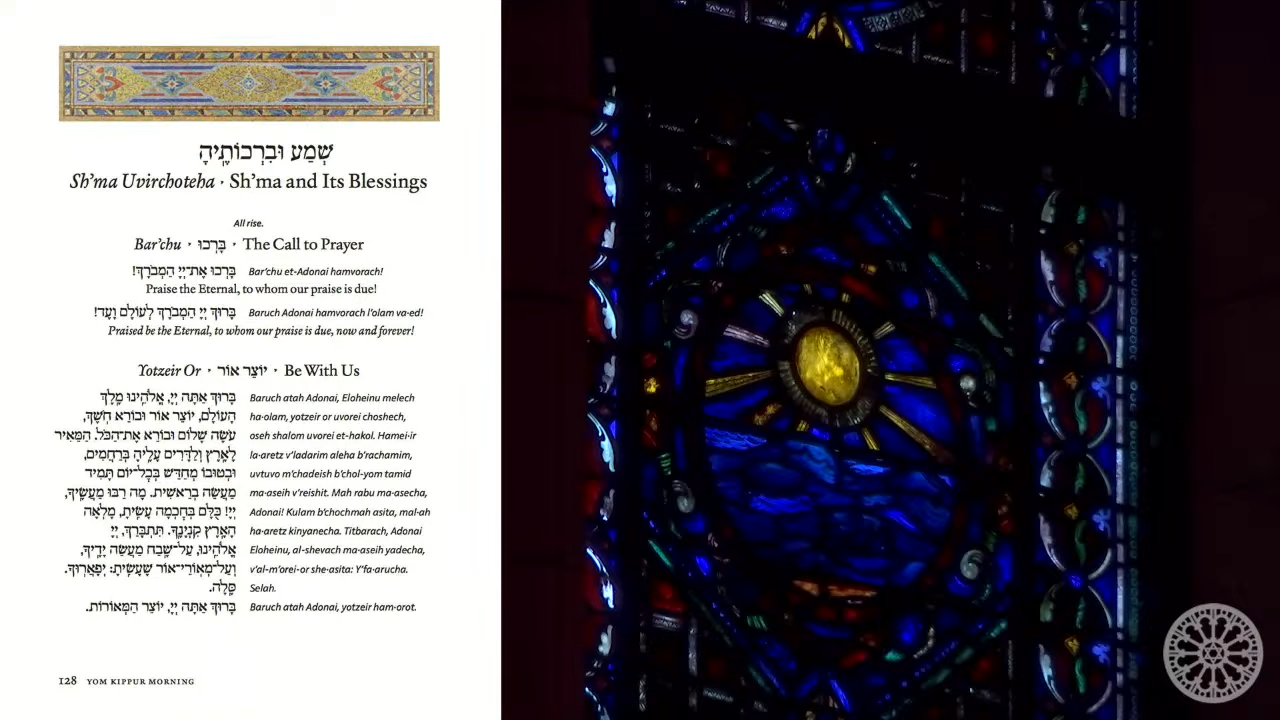 שְׁמַע וּבִרְכוֹתֶֽיהָ
Sh’ma Uvirchoteha · Sh’ma and Its Blessings
All rise.
Bar’chu · בָּרְכוּ · The Call to Prayer
בָּרְכוּ אֶת־יְיָ הַמְבֹרָךְ! Bar’chu et-Adonai hamvorach!
Praise the Eternal, to whom our praise is due!
בָּרוּךְ יְיָ הַמְבֹרָךְ לְעוֹלָם וָעֶד! Baruch Adonai hamvorach l’olam va·ed!
Praised be the Eternal, to whom our praise is due, now and forever!
Yotzeir Or · יוֹצֵר אוֹר · Be With Us
בָּרוּךְ אַתָּה יְיָ, אֱלֹהֵֽינוּ מֶֽלֶךְ Baruch atah Adonai, Eloheinu melech
הָעוֹלָם, יוֹצֵר אוֹר וּבוֹרֵא חֹֽשֶׁךְ, ha·olam, yotzeir or uvorei choshech,
עֹשֶׂה שָׁלוֹם וּבוֹרֵא אֶת־הַכֹּל. הַמֵּאִיר oseh shalom uvorei et-hakol. Hamei·ir
לָאָֽרֶץ וְלַדָּרִים עָלֶֽיהָ בְּרַחֲמִים, la·aretz v’ladarim aleha b’rachamim,
וּבְטוּבוֹ מְחַדֵּשׁ בְּכׇל־יוֹם תָּמִיד uvtuvo m’chadeish b’chol-yom tamid
מַעֲשֵׂה בְרֵאשִׁית. מָה רַבּוּ מַעֲשֶֽׂיךָ, ma·aseih v’reishit. Mah rabu ma·asecha,
יְיָ! כֻּלָּם בְּחׇכְמָה עָשִֽׂיתָ, מָלְאָה Adonai! Kulam b’chochmah asita, mal·ah
הָאָֽרֶץ קִנְיָנֶֽךָ. תִּתְבָּרַךְ, יְיָ ha·aretz kinyanecha. Titbarach, Adonai
אֱלֹהֵֽינוּ, עַל־שֶֽׁבַח מַעֲשֵׂה יָדֶֽיךָ, Eloheinu, al-shevach ma·aseih yadecha,
וְעַל־מְאֽוֹרֵי־אוֹר שֶׁעָשִֽׂיתָ: יְפָאֲרֽוּךָ. v’al-m’orei-or she·asita: Y’fa·arucha.
סֶּֽלָה. Selah.
בָּרוּךְ אַתָּה יְיָ, יוֹצֵר הַמְּאוֹרוֹת. Baruch atah Adonai, yotzeir ham·orot.
128 YOM KIPPUR MORNING